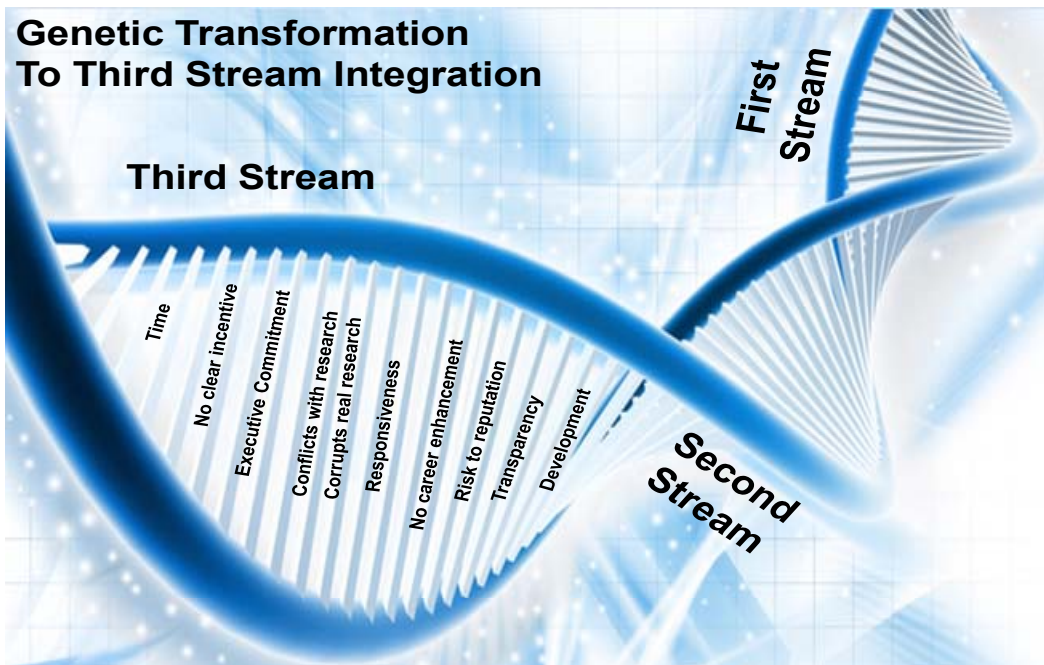 Genetic Transformation
To Third Stream Integration
First
Stream
Third Stream
Time
No clear incentive
Executive Commitment
Conflicts with research
Corrupts real research
Responsiveness
No career enhancement
Risk to reputation
Transparency
Development
Second
Stream